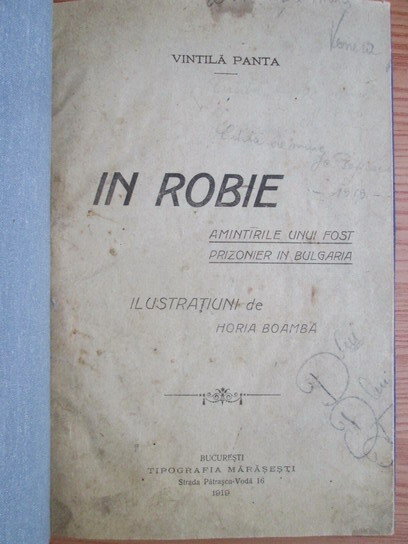 VINTILĂ PANTA
IN ROBIE
AMINTIRILE UNUI FOST
PRIZONIER IN BULGARIA
ILUSTRAȚIUNI de
HORIA BOAMBĂ
BUCUREȘTI
TIPOGRAFIA MĂRĂȘEȘTI
Strada Pătrașcu-Vodă 16
1919
- 1919 -